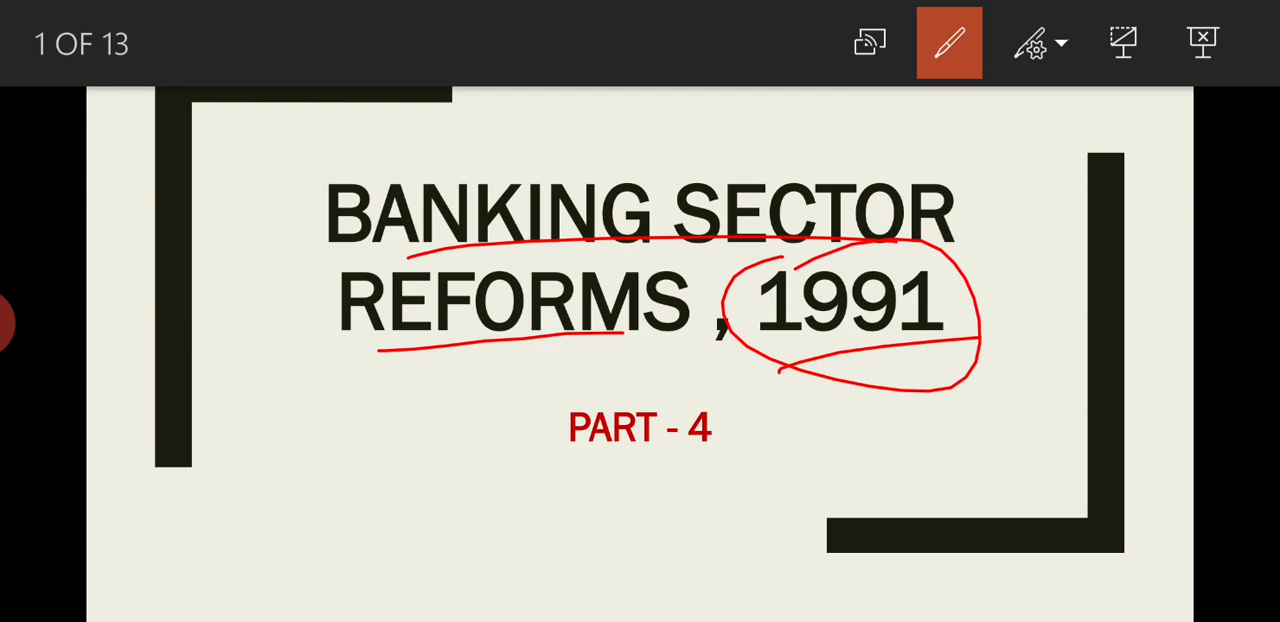 1 OF 13
BANKING SECTOR
REFORMS , 1991
PART - 4